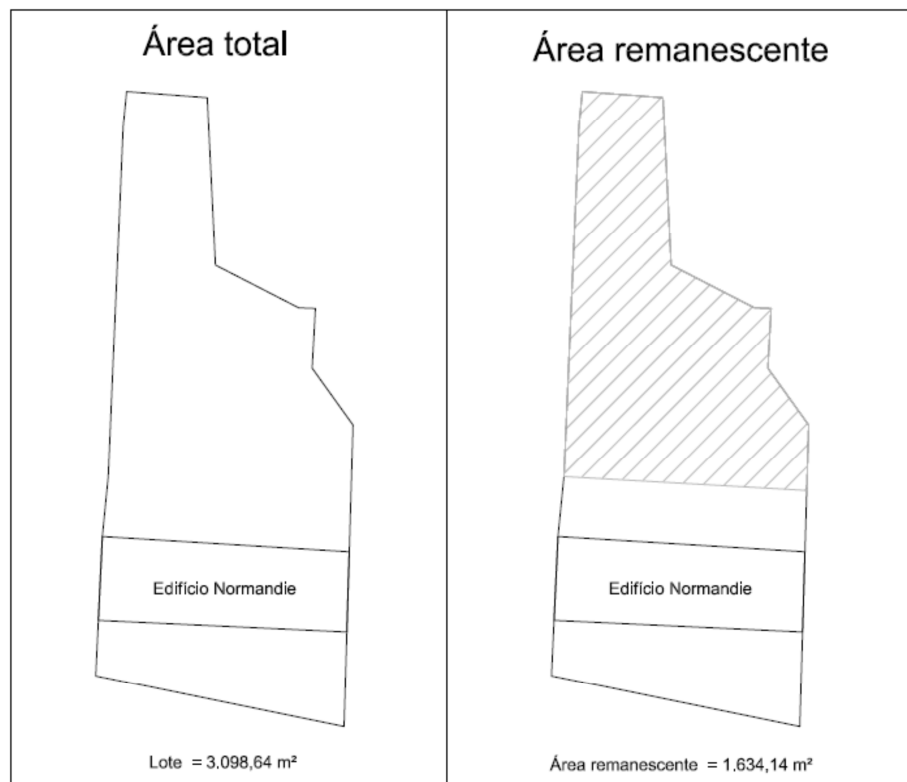 Área total
Edifício Normandie
Lote = 3.098,64 m²
Área remanescente
Edifício Normandie
Área remanescente = 1.634,14 m²